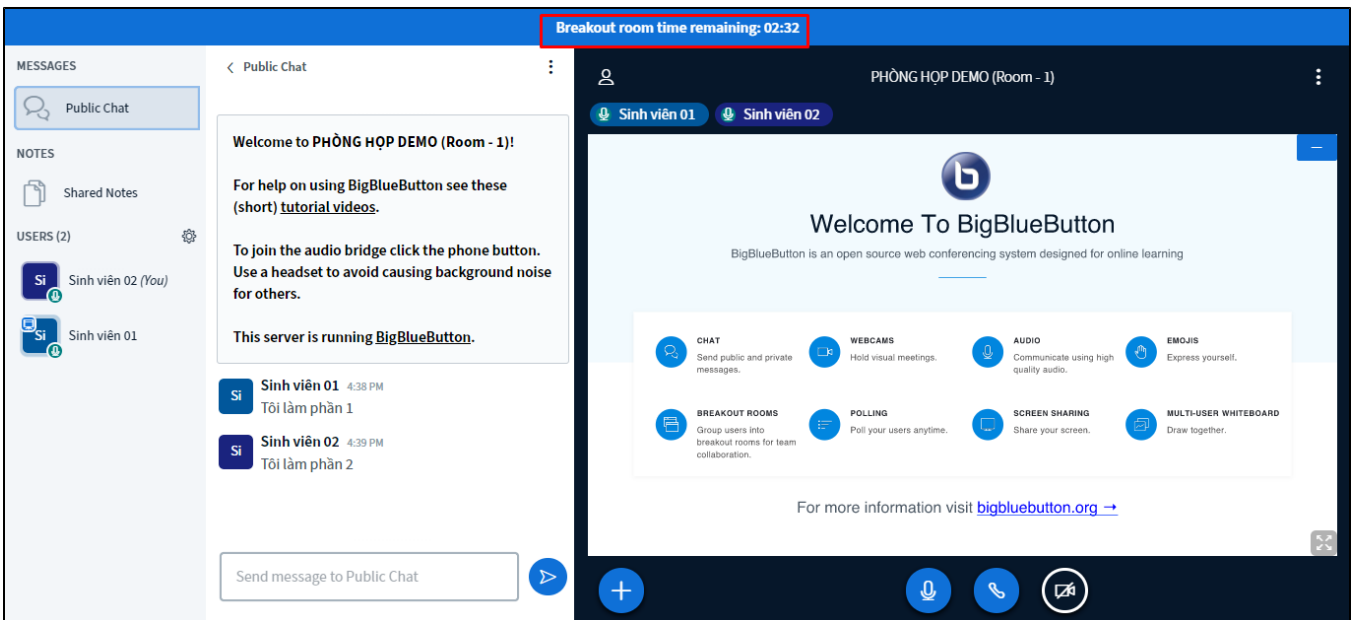 Breakout room time remaining: 02:32
MESSAGES
Public Chat
NOTES
Shared Notes
USERS (2)
Si
Sinh viên 02 (You)
Si
Sinh viên 01
Public Chat
Welcome to PHÒNG HỌP DEMO (Room - 1)!
For help on using BigBlueButton see these
(short) tutorial videos.
To join the audio bridge click the phone button.
Use a headset to avoid causing background noise
for others.
This server is running BigBlueButton.
Si
Sinh viên 01 4:38 PM
Tôi làm phần 1
Si
Sinh viên 02 4:39 PM
Tôi làm phần 2
Send message to Public Chat
PHÒNG HỌP DEMO (Room - 1)
Sinh viên 01
Sinh viên 02
b
Welcome To BigBlueButton
BigBlueButton is an open source web conferencing system designed for online learning
CHAT
Send public and private
messages.
WEBCAMS
Hold visual meetings.
AUDIO
Communicate using high
quality audio.
EMOJIS
Express yourself.
BREAKOUT ROOMS
Group users into
breakout rooms for team
collaboration.
POLLING
Poll your users anytime.
SCREEN SHARING
Share your screen.
MULTI-USER WHITEBOARD
Draw together.
For more information visit bigbluebutton.org →